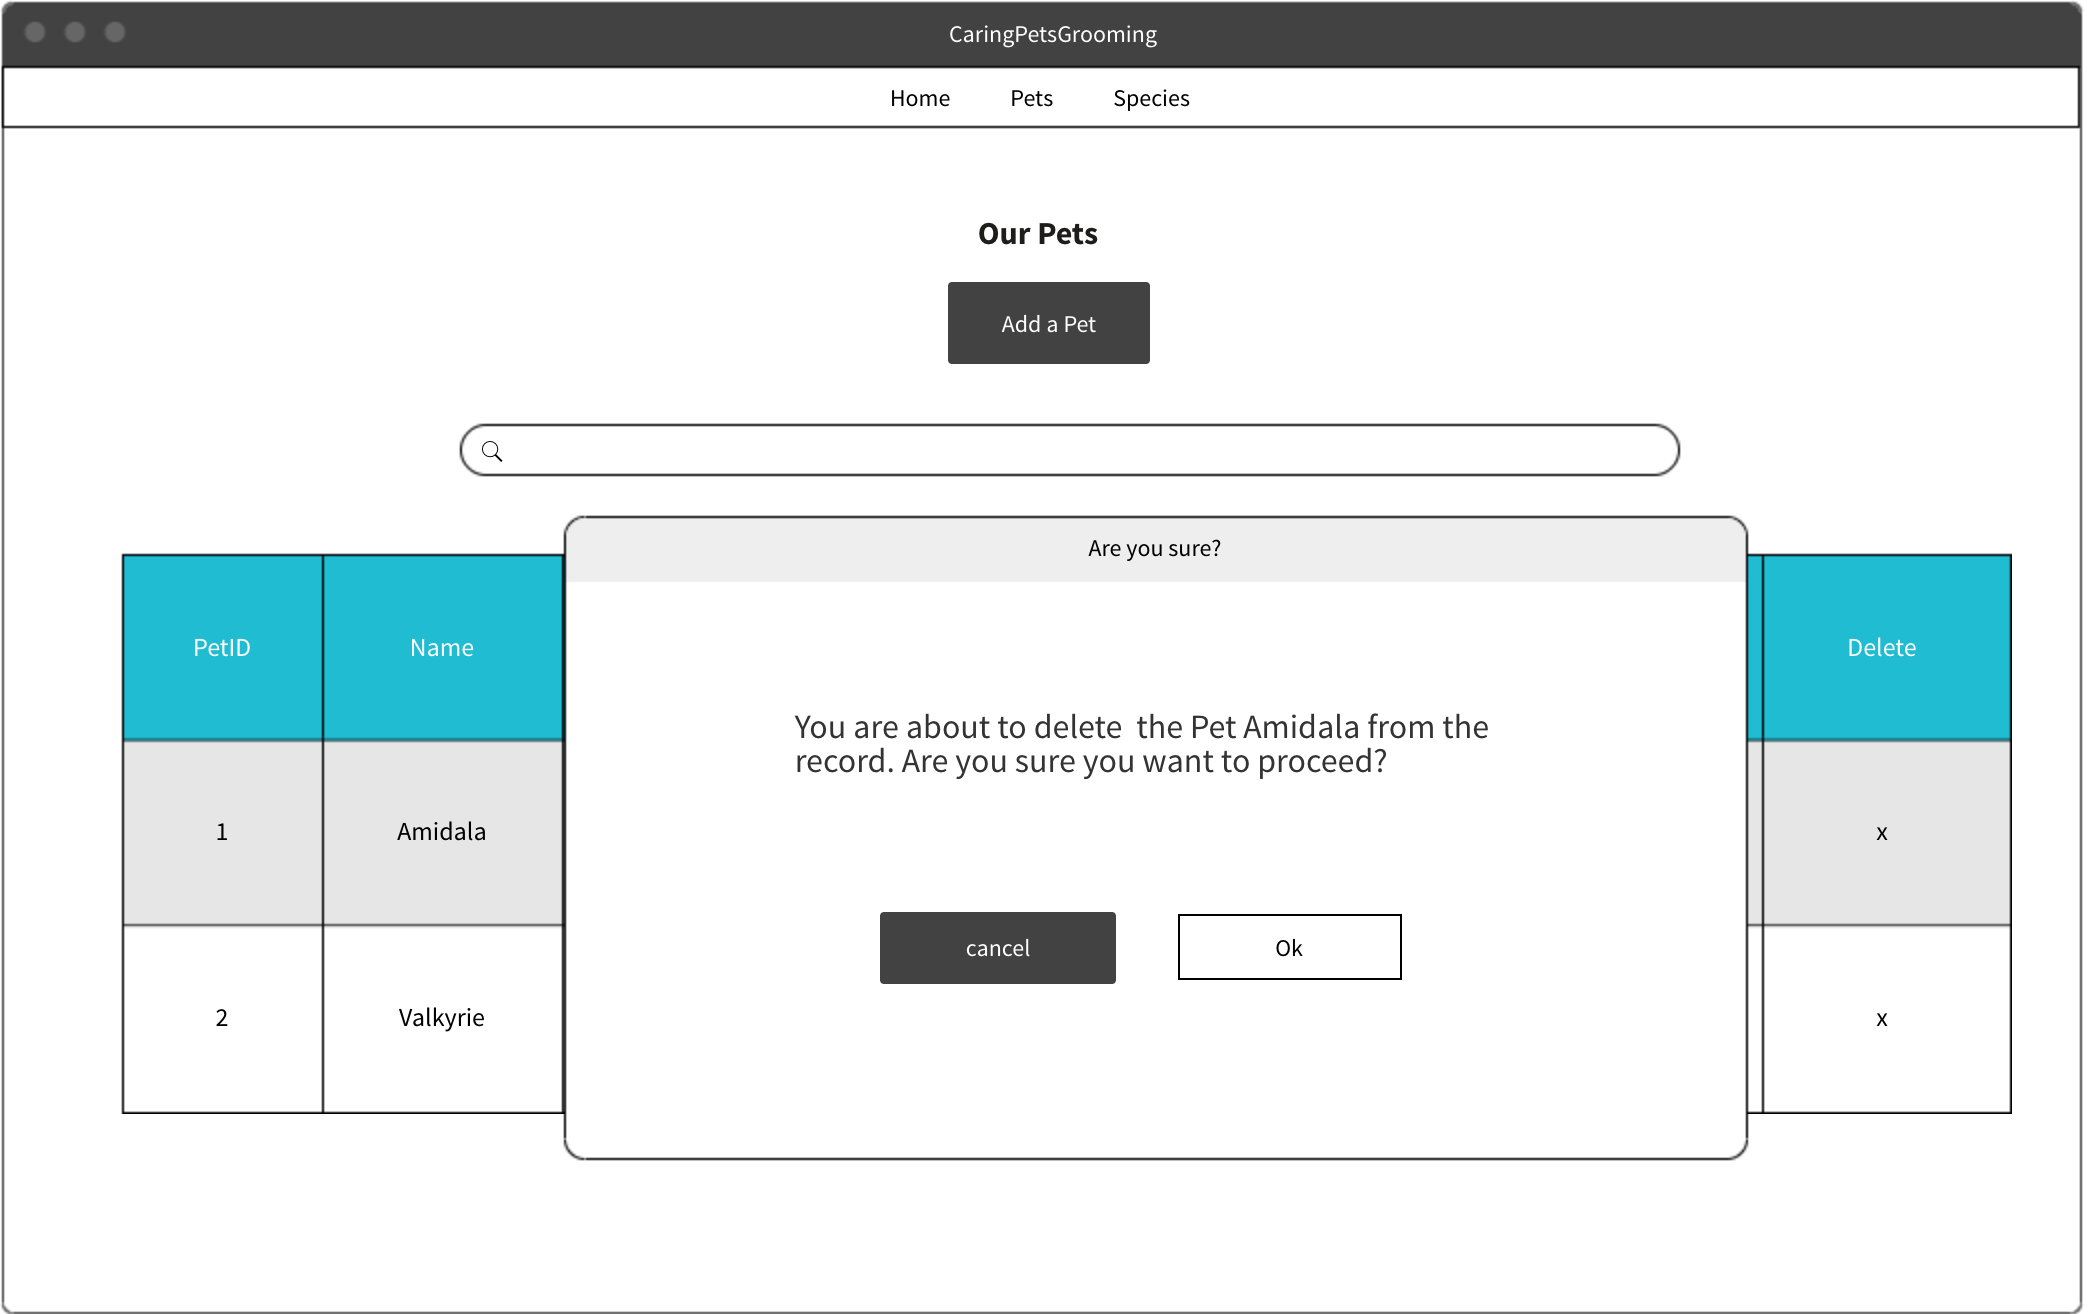 CaringPetsGrooming
Home Pets Species
Our Pets
Add a Pet
Are you sure?
PetID Name Delete
You are about to delete  the Pet Amidala from the
record. Are you sure you want to proceed?
1 Amidala x
cancel Ok
2 Valkyrie x